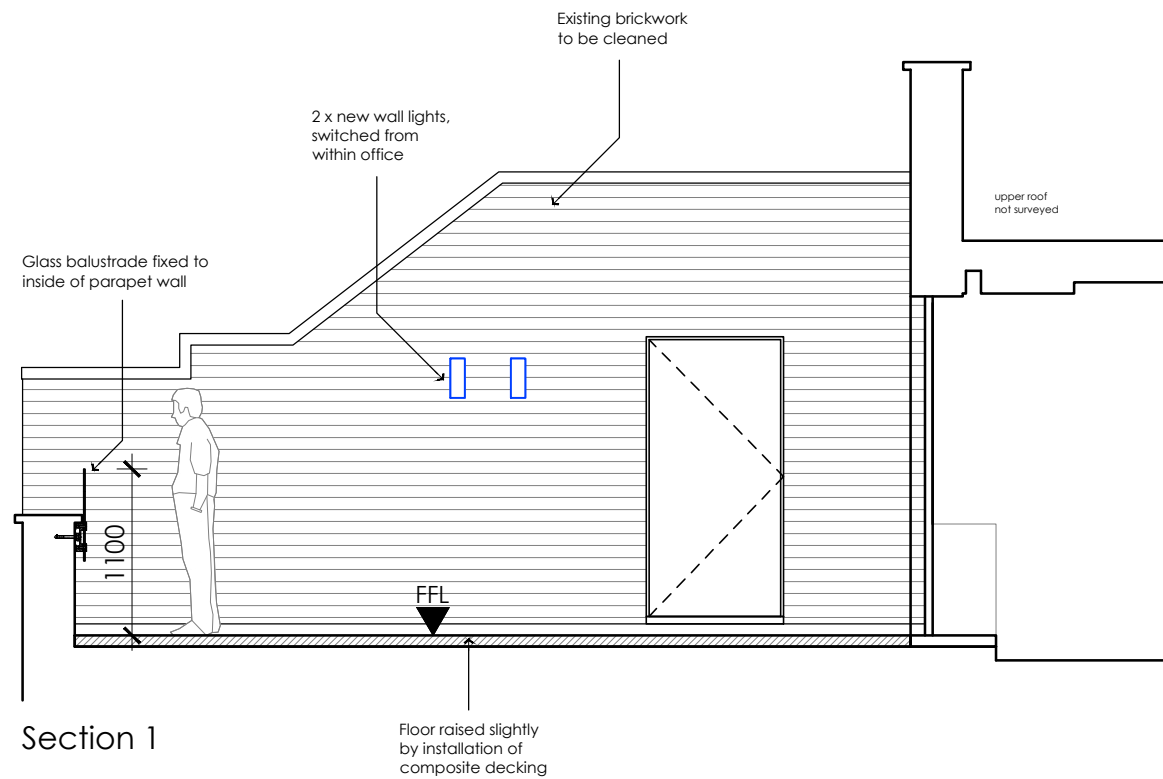 Existing brickwork
to be cleaned
2 x new wall lights,
switched from
within office
upper roof
not surveyed
Glass balustrade fixed to
inside of parapet wall
1100
FFL
Section 1
Floor raised slightly
by installation of
composite decking